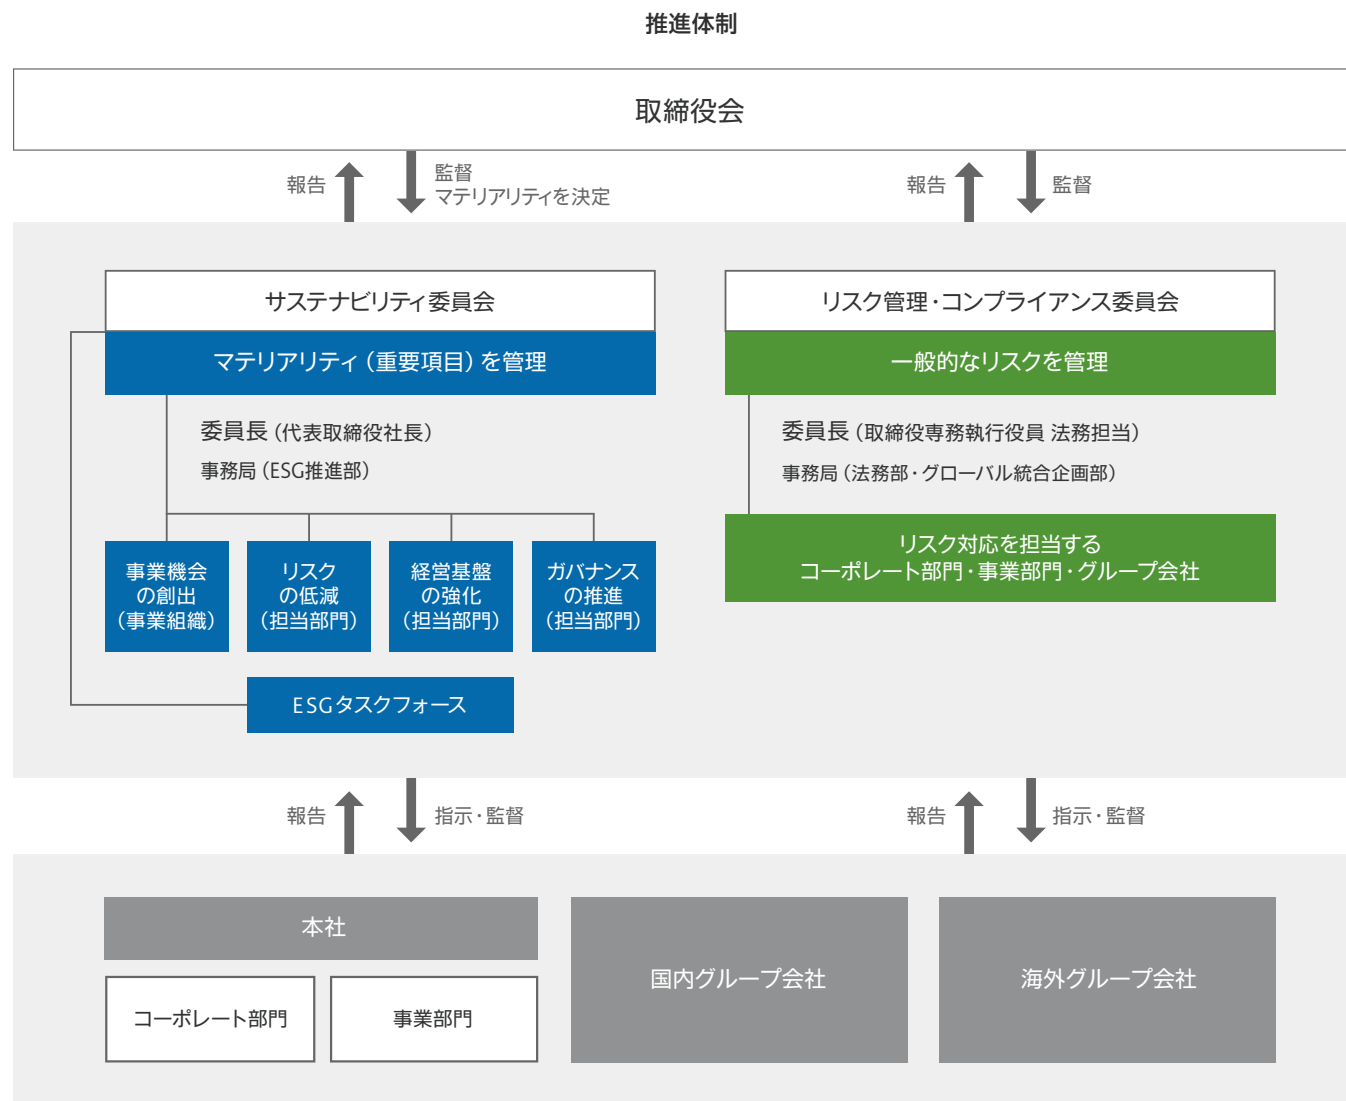 推進体制
取締役会
報告
監督
マテリアリティを決定
報告
監督
サステナビリティ委員会
マテリアリティ（重要項目）を管理
委員長（代表取締役社長）
事務局（ESG推進部）
事業機会
の創出
（事業組織）
リスク
の低減
（担当部門）
経営基盤
の強化
（担当部門）
ガバナンス
の推進
（担当部門）
ESGタスクフォース
リスク管理・コンプライアンス委員会
一般的なリスクを管理
委員長（取締役専務執行役員 法務担当）
事務局（法務部・グローバル統合企画部）
リスク対応を担当する
コーポレート部門・事業部門・グループ会社
報告
指示・監督
報告
指示・監督
本社
コーポレート部門
事業部門
国内グループ会社
海外グループ会社